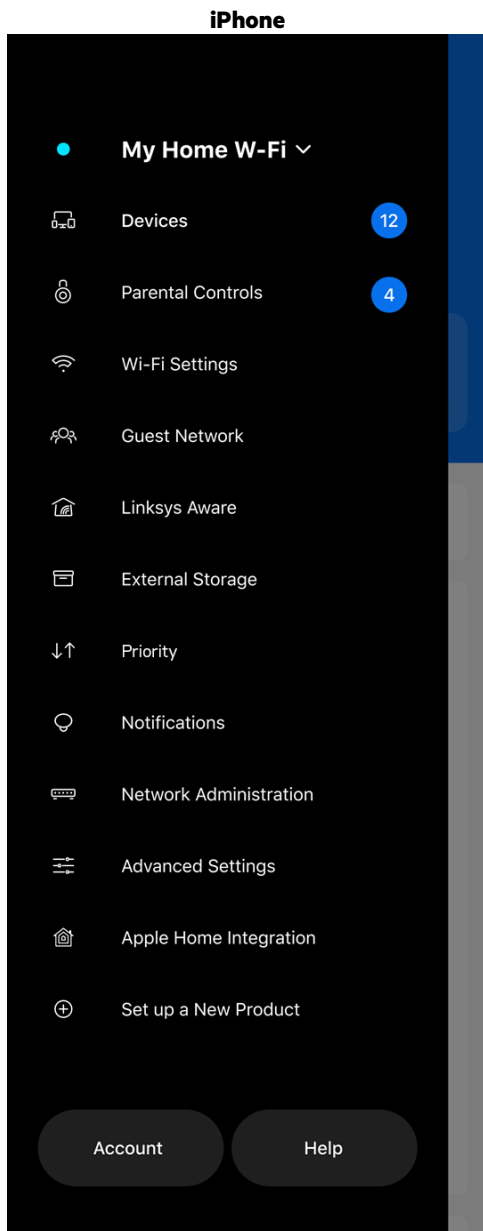 iPhone
My Home W-Fi
Devices 12
Parental Controls 4
Wi-Fi Settings
Guest Network
Linksys Aware
External Storage
Priority
Notifications
Network Administration
Advanced Settings
Apple Home Integration
Set up a New Product
Account Help